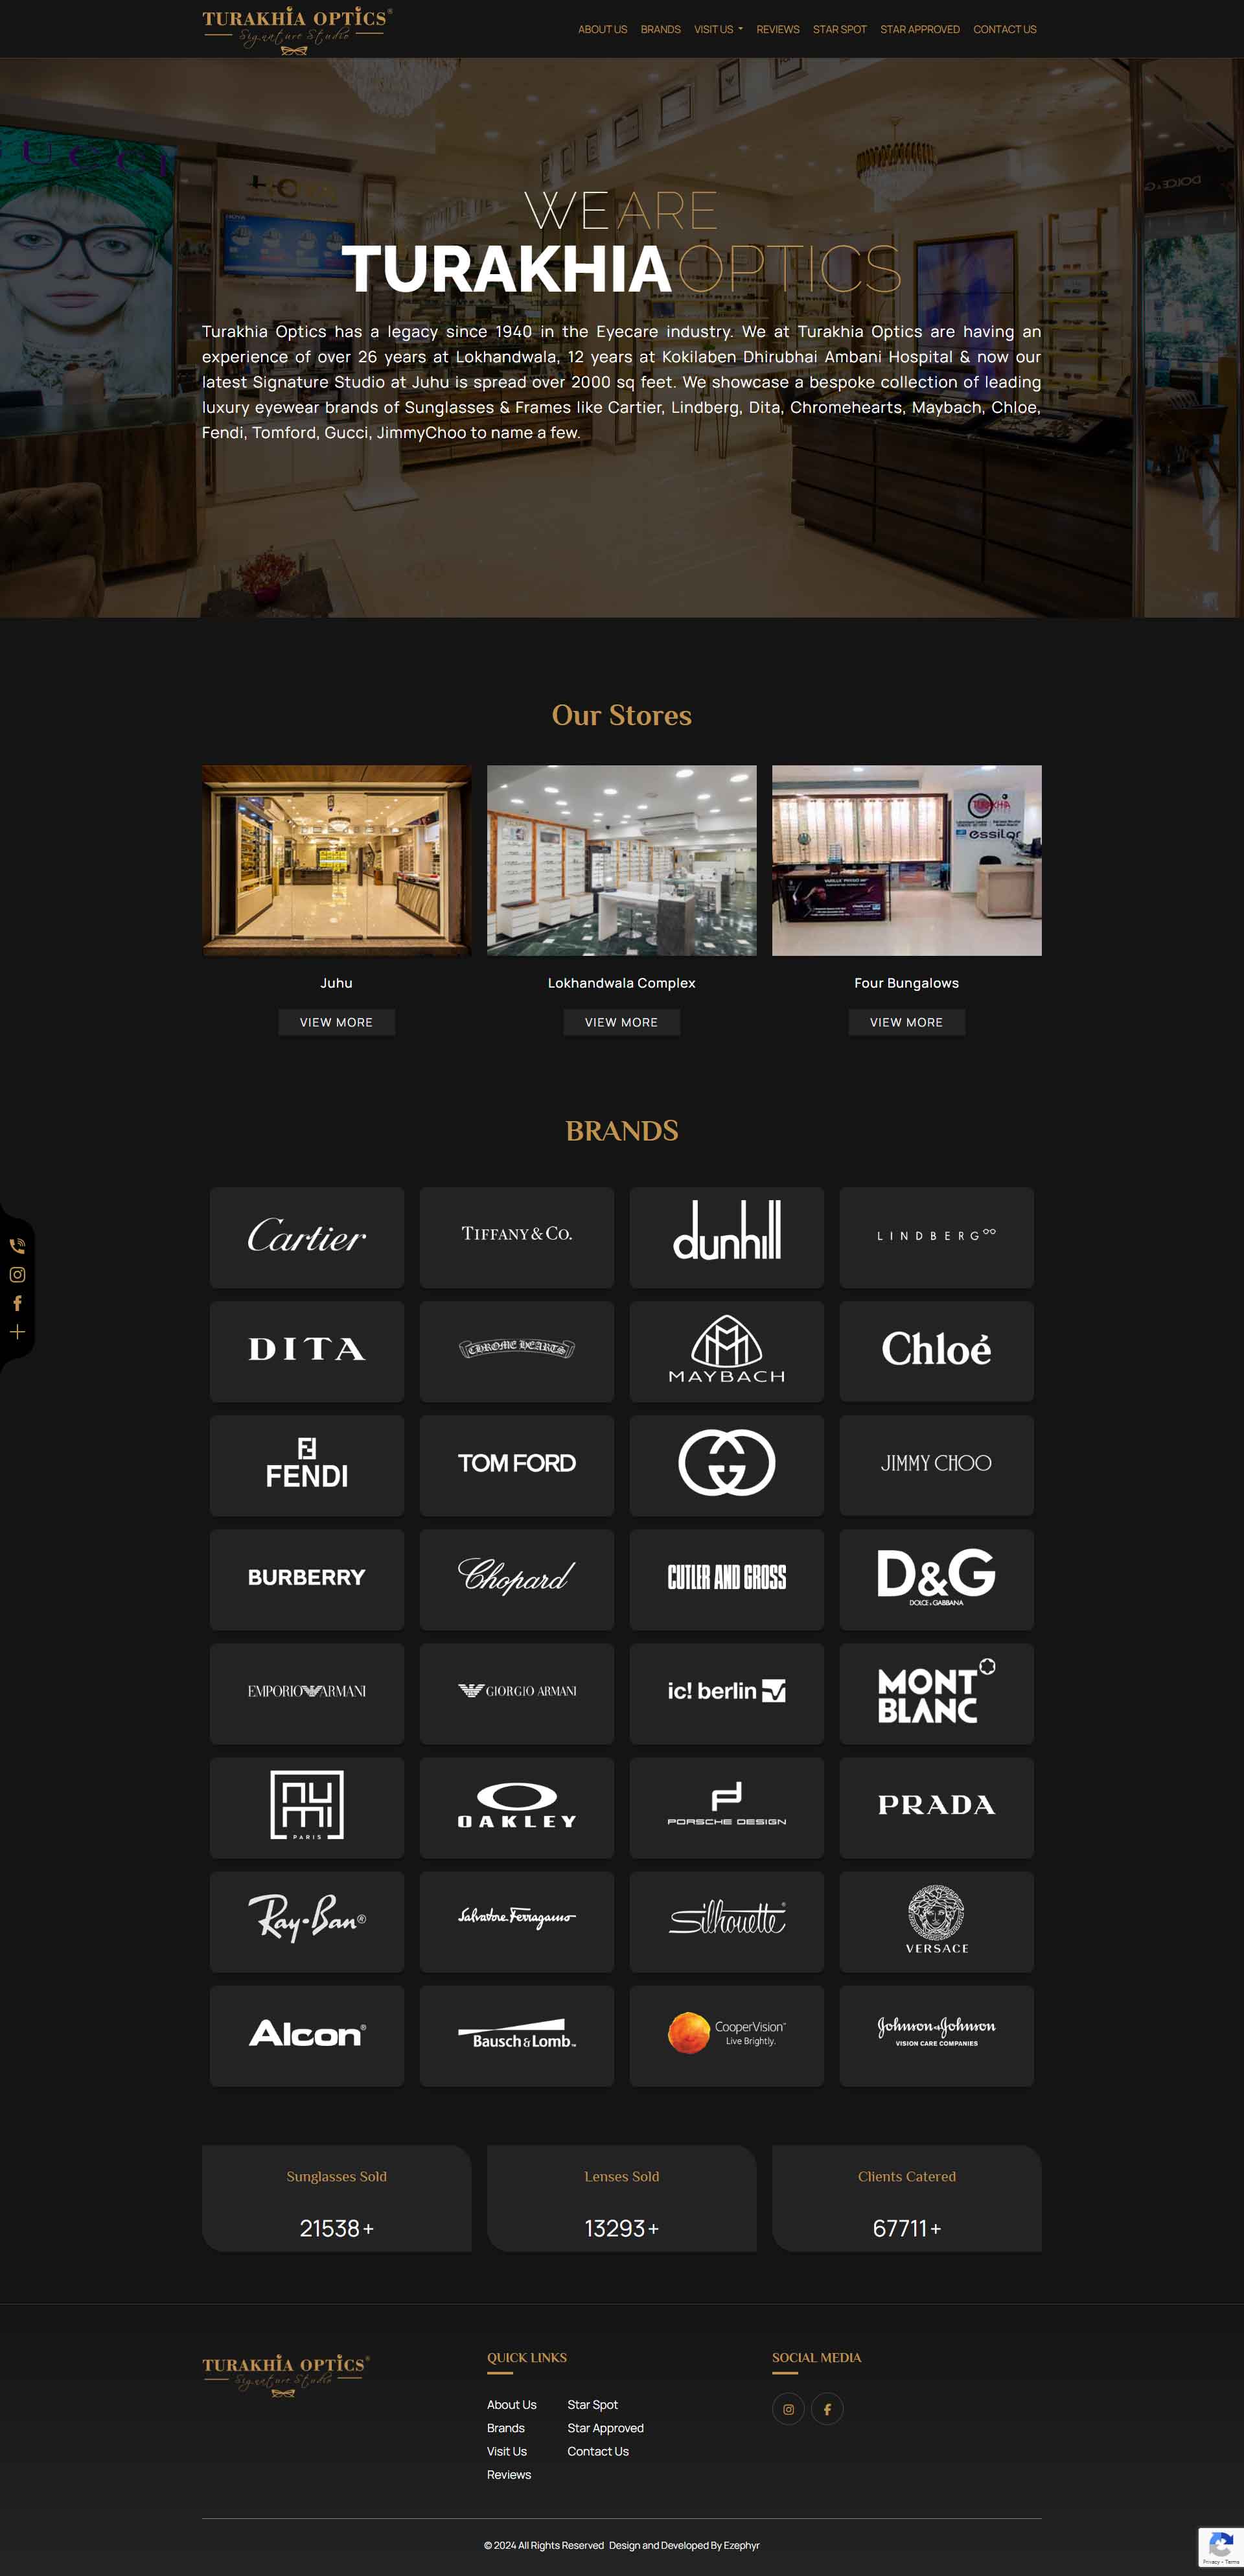 TURAKHIA OPTICS®
Signature Studio
ABOUT US BRANDS VISIT US REVIEWS STAR SPOT STAR APPROVED CONTACT US
GUCCI
WE ARE
TURAKHIA OPTICS
Turakhia Optics has a legacy since 1940 in the Eyecare industry. We at Turakhia Optics are having an
experience of over 26 years at Lokhandwala, 12 years at Kokilaben Dhirubhai Ambani Hospital & now our
latest Signature Studio at Juhu is spread over 2000 sq feet. We showcase a bespoke collection of leading
luxury eyewear brands of Sunglasses & Frames like Cartier, Lindberg, Dita, Chromehearts, Maybach, Chloe,
Fendi, Tomford, Gucci, JimmyChoo to name a few.
Our Stores
TURAKHIA
essilor
Juhu Lokhandwala Complex Four Bungalows
VIEW MORE VIEW MORE VIEW MORE
BRANDS
Cartier TIFFANY & CO. dunhill LINDBERG
DITA CHROME HEARTS MAYBACH Chloé
FENDI TOM FORD JIMMY CHOO
BURBERRY Chopard CUTLER AND GROSS D&G
DOLCE & GABBANA
EMPORIO ARMANI GIORGIO ARMANI ic! berlin MONT
BLANC
NUMI
PARIS
OAKLEY PORSCHE DESIGN PRADA
Ray-Ban® Salvatore Ferragamo Silhouette® VERSACE
Alcon® Bausch & Lomb CooperVision™
Live Brightly.
Johnson & Johnson
VISION CARE COMPANIES
Sunglasses Sold Lenses Sold Clients Catered
21538+ 13293+ 67711+
TURAKHIA OPTICS®
Signature Studio
QUICK LINKS SOCIAL MEDIA
About Us Star Spot
Brands Star Approved
Visit Us Contact Us
Reviews
© 2024 All Rights Reserved Design and Developed By Ezephyr
Privacy - Terms